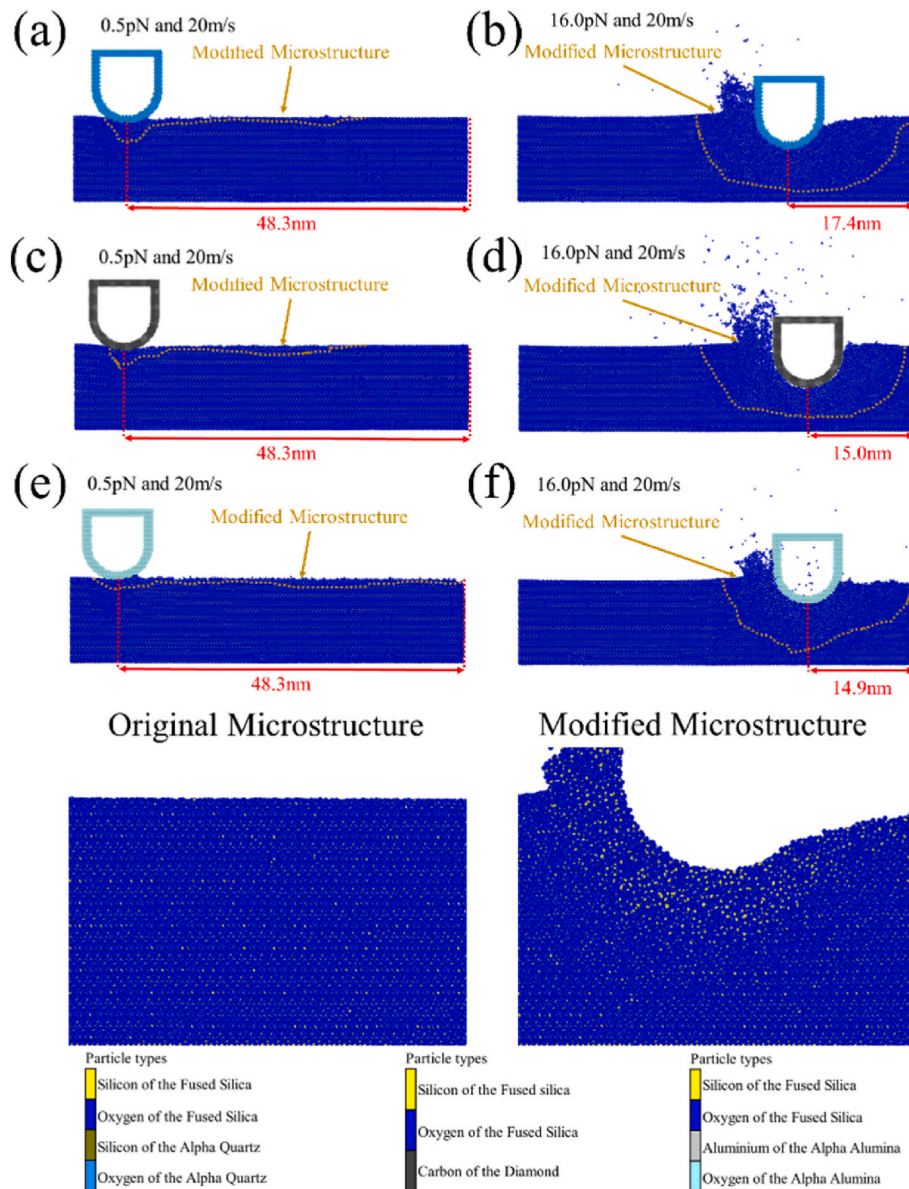 (a)
0.5pN and 20m/s
Modified Microstructure
48.3nm
(b)
16.0pN and 20m/s
Modified Microstructure
17.4nm
(c)
0.5pN and 20m/s
Modified Microstructure
48.3nm
(d)
16.0pN and 20m/s
Modified Microstructure
15.0nm
(e)
0.5pN and 20m/s
Modified Microstructure
48.3nm
(f)
16.0pN and 20m/s
Modified Microstructure
14.9nm
Original Microstructure
Modified Microstructure
Particle types
Silicon of the Fused Silica
Oxygen of the Fused Silica
Silicon of the Alpha Quartz
Oxygen of the Alpha Quartz
Particle types
Silicon of the Fused silica
Oxygen of the Fused Silica
Carbon of the Diamond
Particle types
Silicon of the Fused Silica
Oxygen of the Fused Silica
Aluminium of the Alpha Alumina
Oxygen of the Alpha Alumina